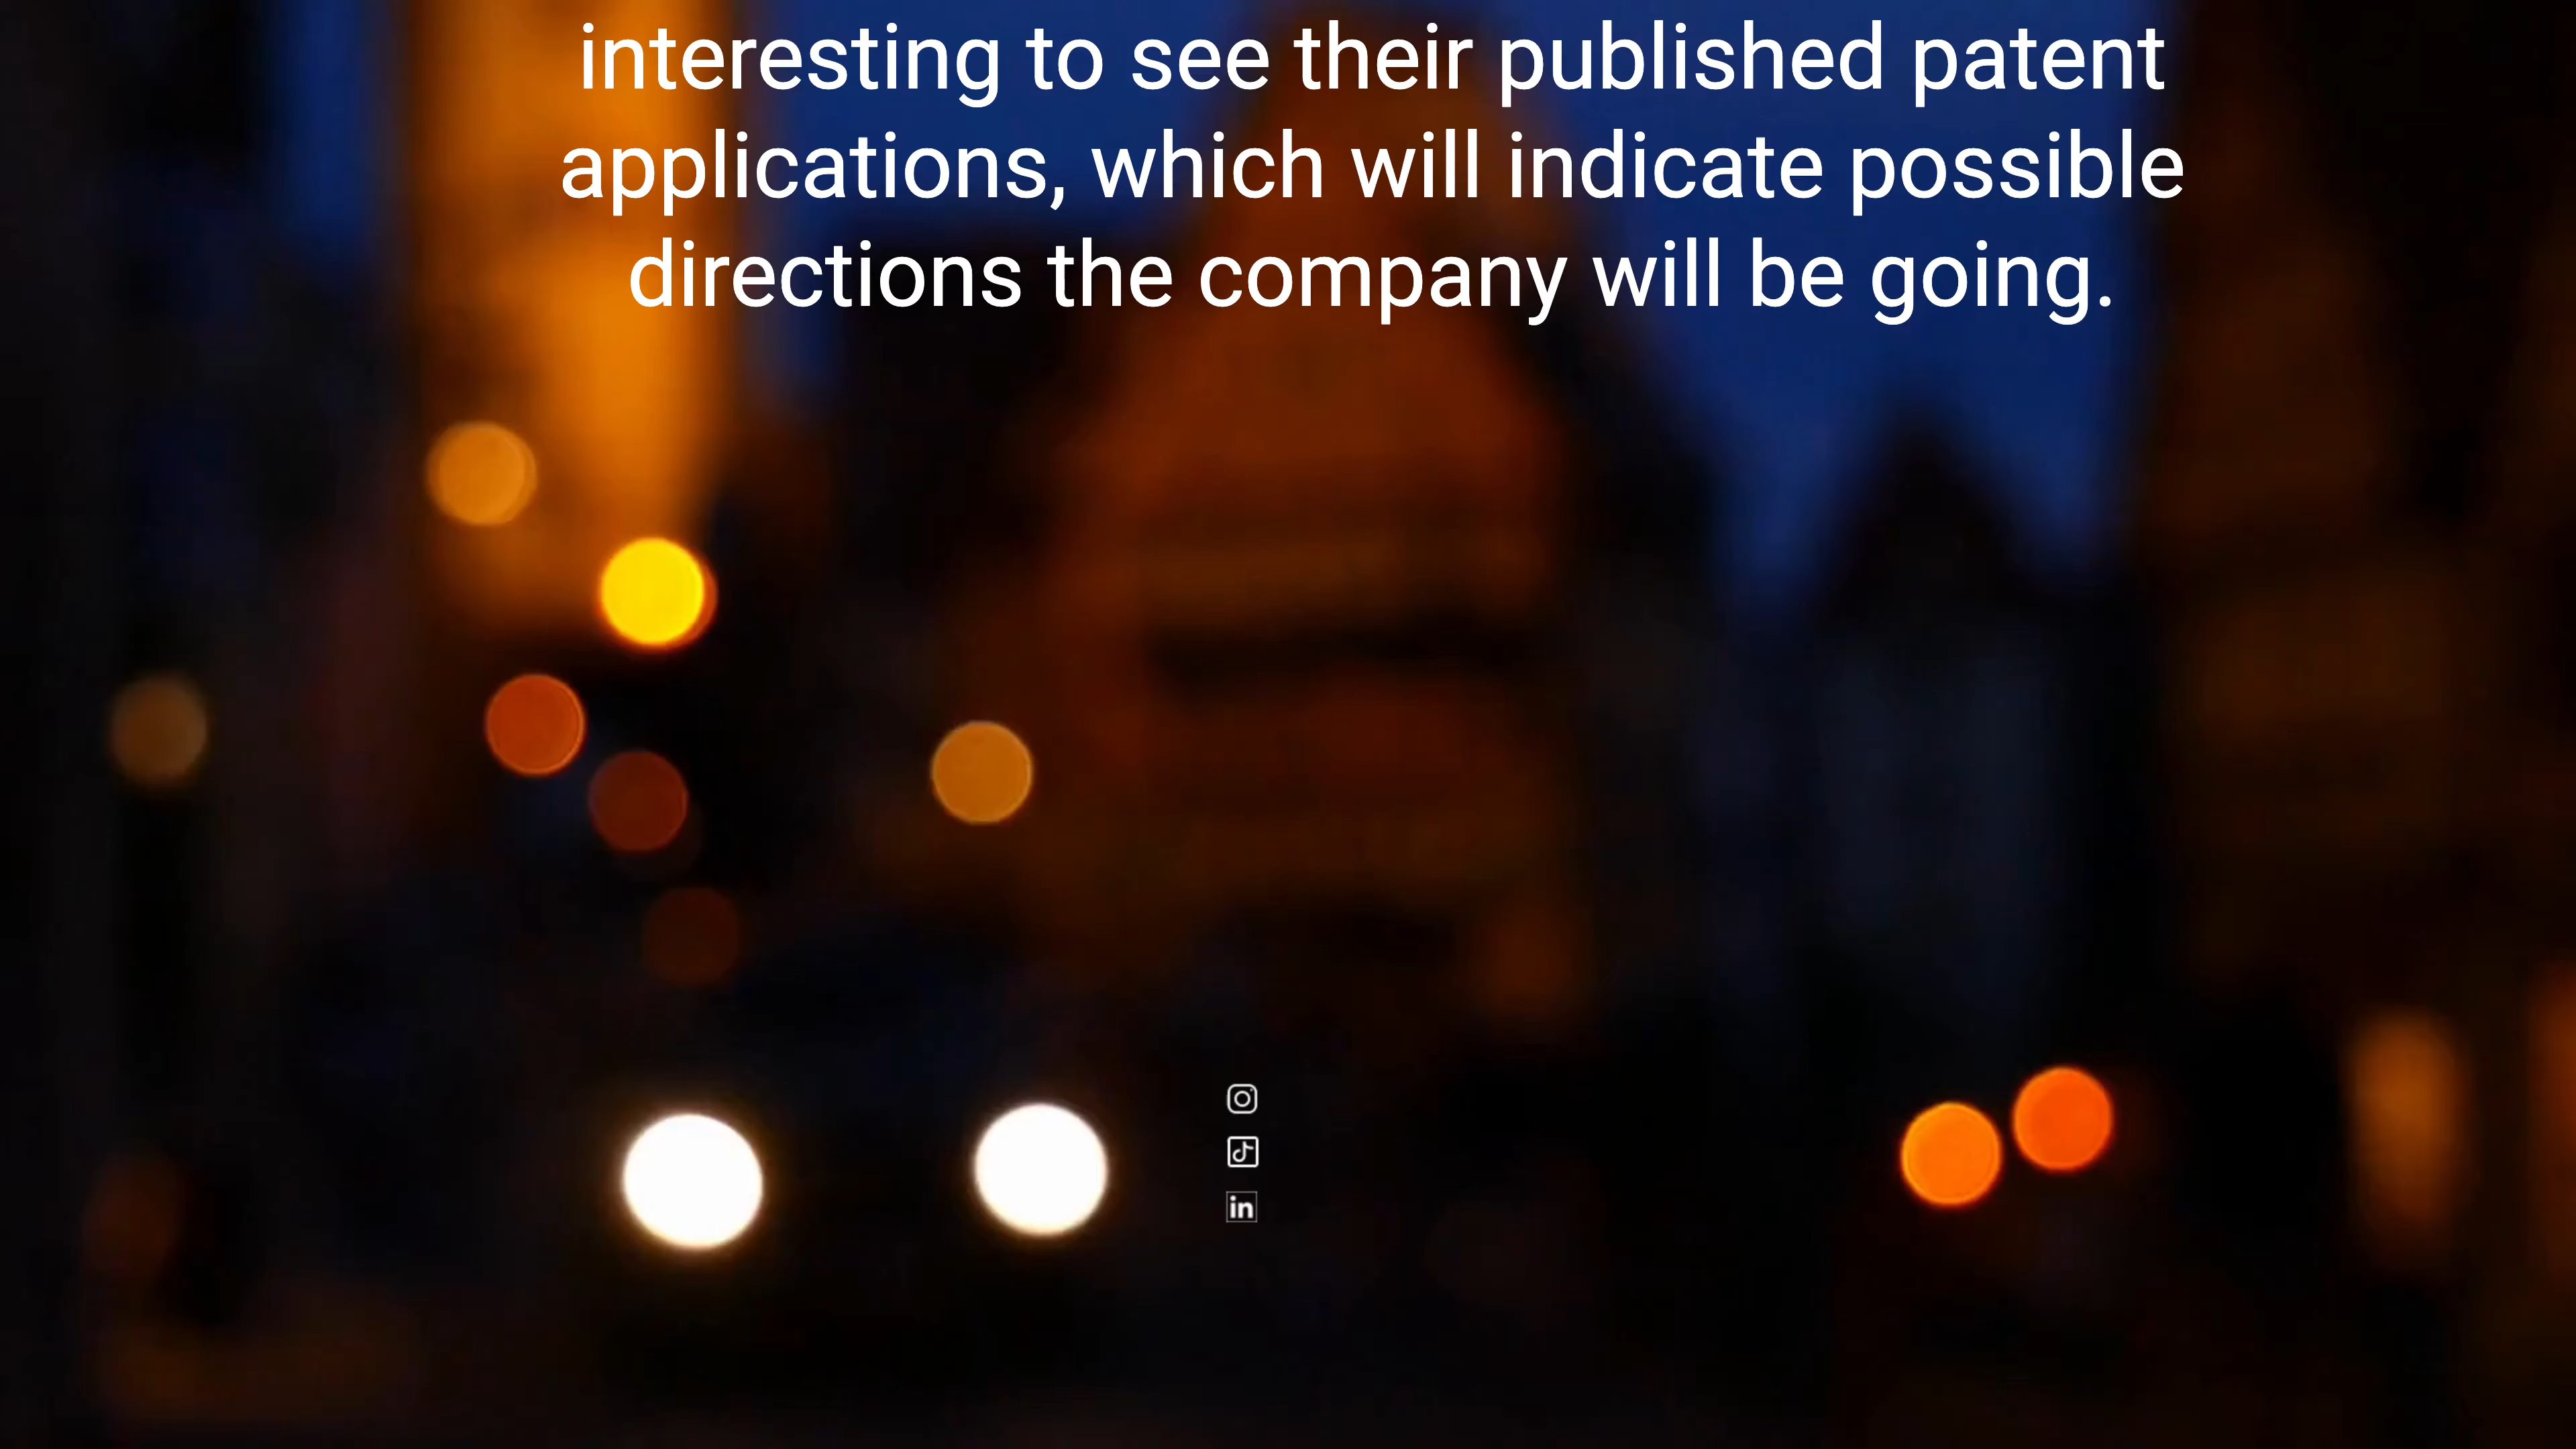 interesting to see their published patent
applications, which will indicate possible
directions the company will be going.
in